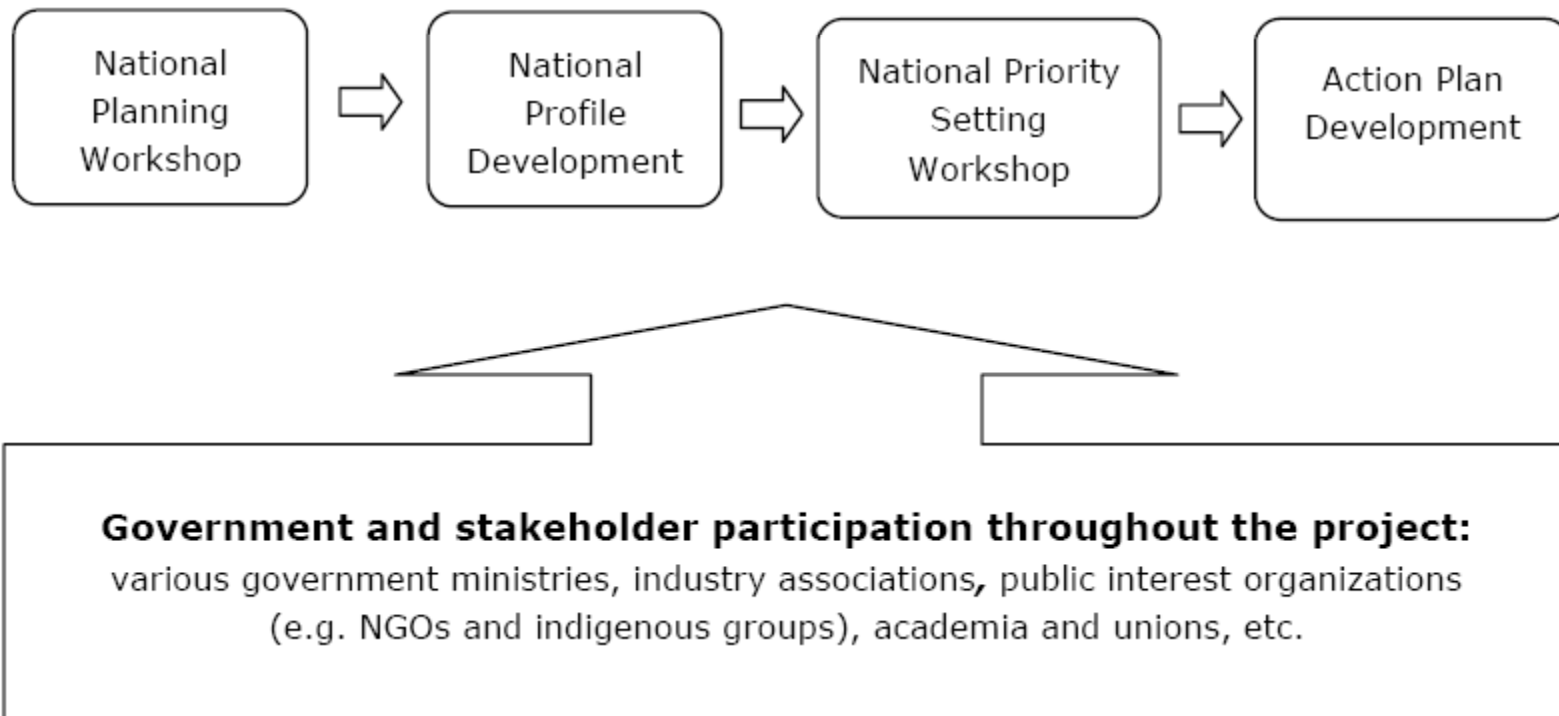 National
Planning
Workshop
National
Profile
Development
National Priority
Setting
Workshop
Action Plan
Development
Government and stakeholder participation throughout the project:
various government ministries, industry associations, public interest organizations
(e.g. NGOs and indigenous groups), academia and unions, etc.